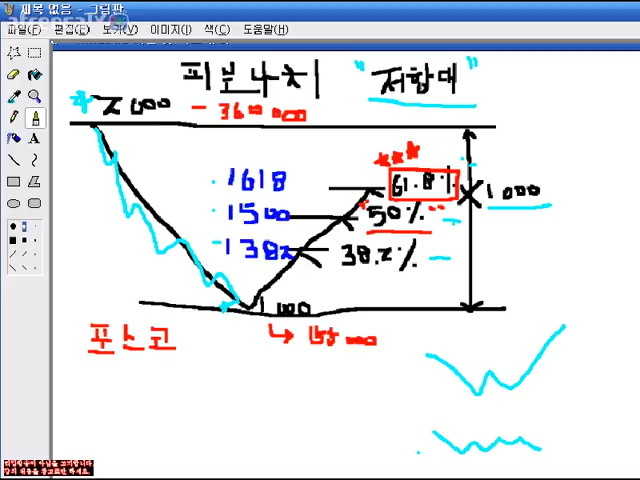 afreecaTV
제목 없음 - 그림판
파일(F) 편집(E) 보기(V) 이미지(I) 색(C) 도움말(H)
피보나치 "저항대"
2000 - 360000
1618 61.8%
1000
1500 50%
1382 38.2%
1000
포스코